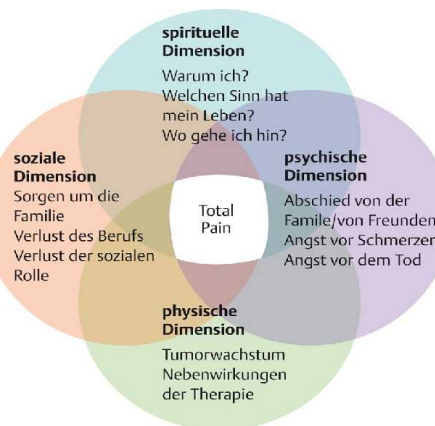 spirituelle
Dimension
Warum ich?
Welchen Sinn hat
mein Leben?
Wo gehe ich hin?
soziale
Dimension
Sorgen um die
Familie
Verlust des Berufs
Verlust der sozialen
Rolle
Total
Pain
psychische
Dimension
Abschied von der
Famile/von Freunden
Angst vor Schmerzen
Angst vor dem Tod
physische
Dimension
Tumorwachstum
Nebenwirkungen
der Therapie